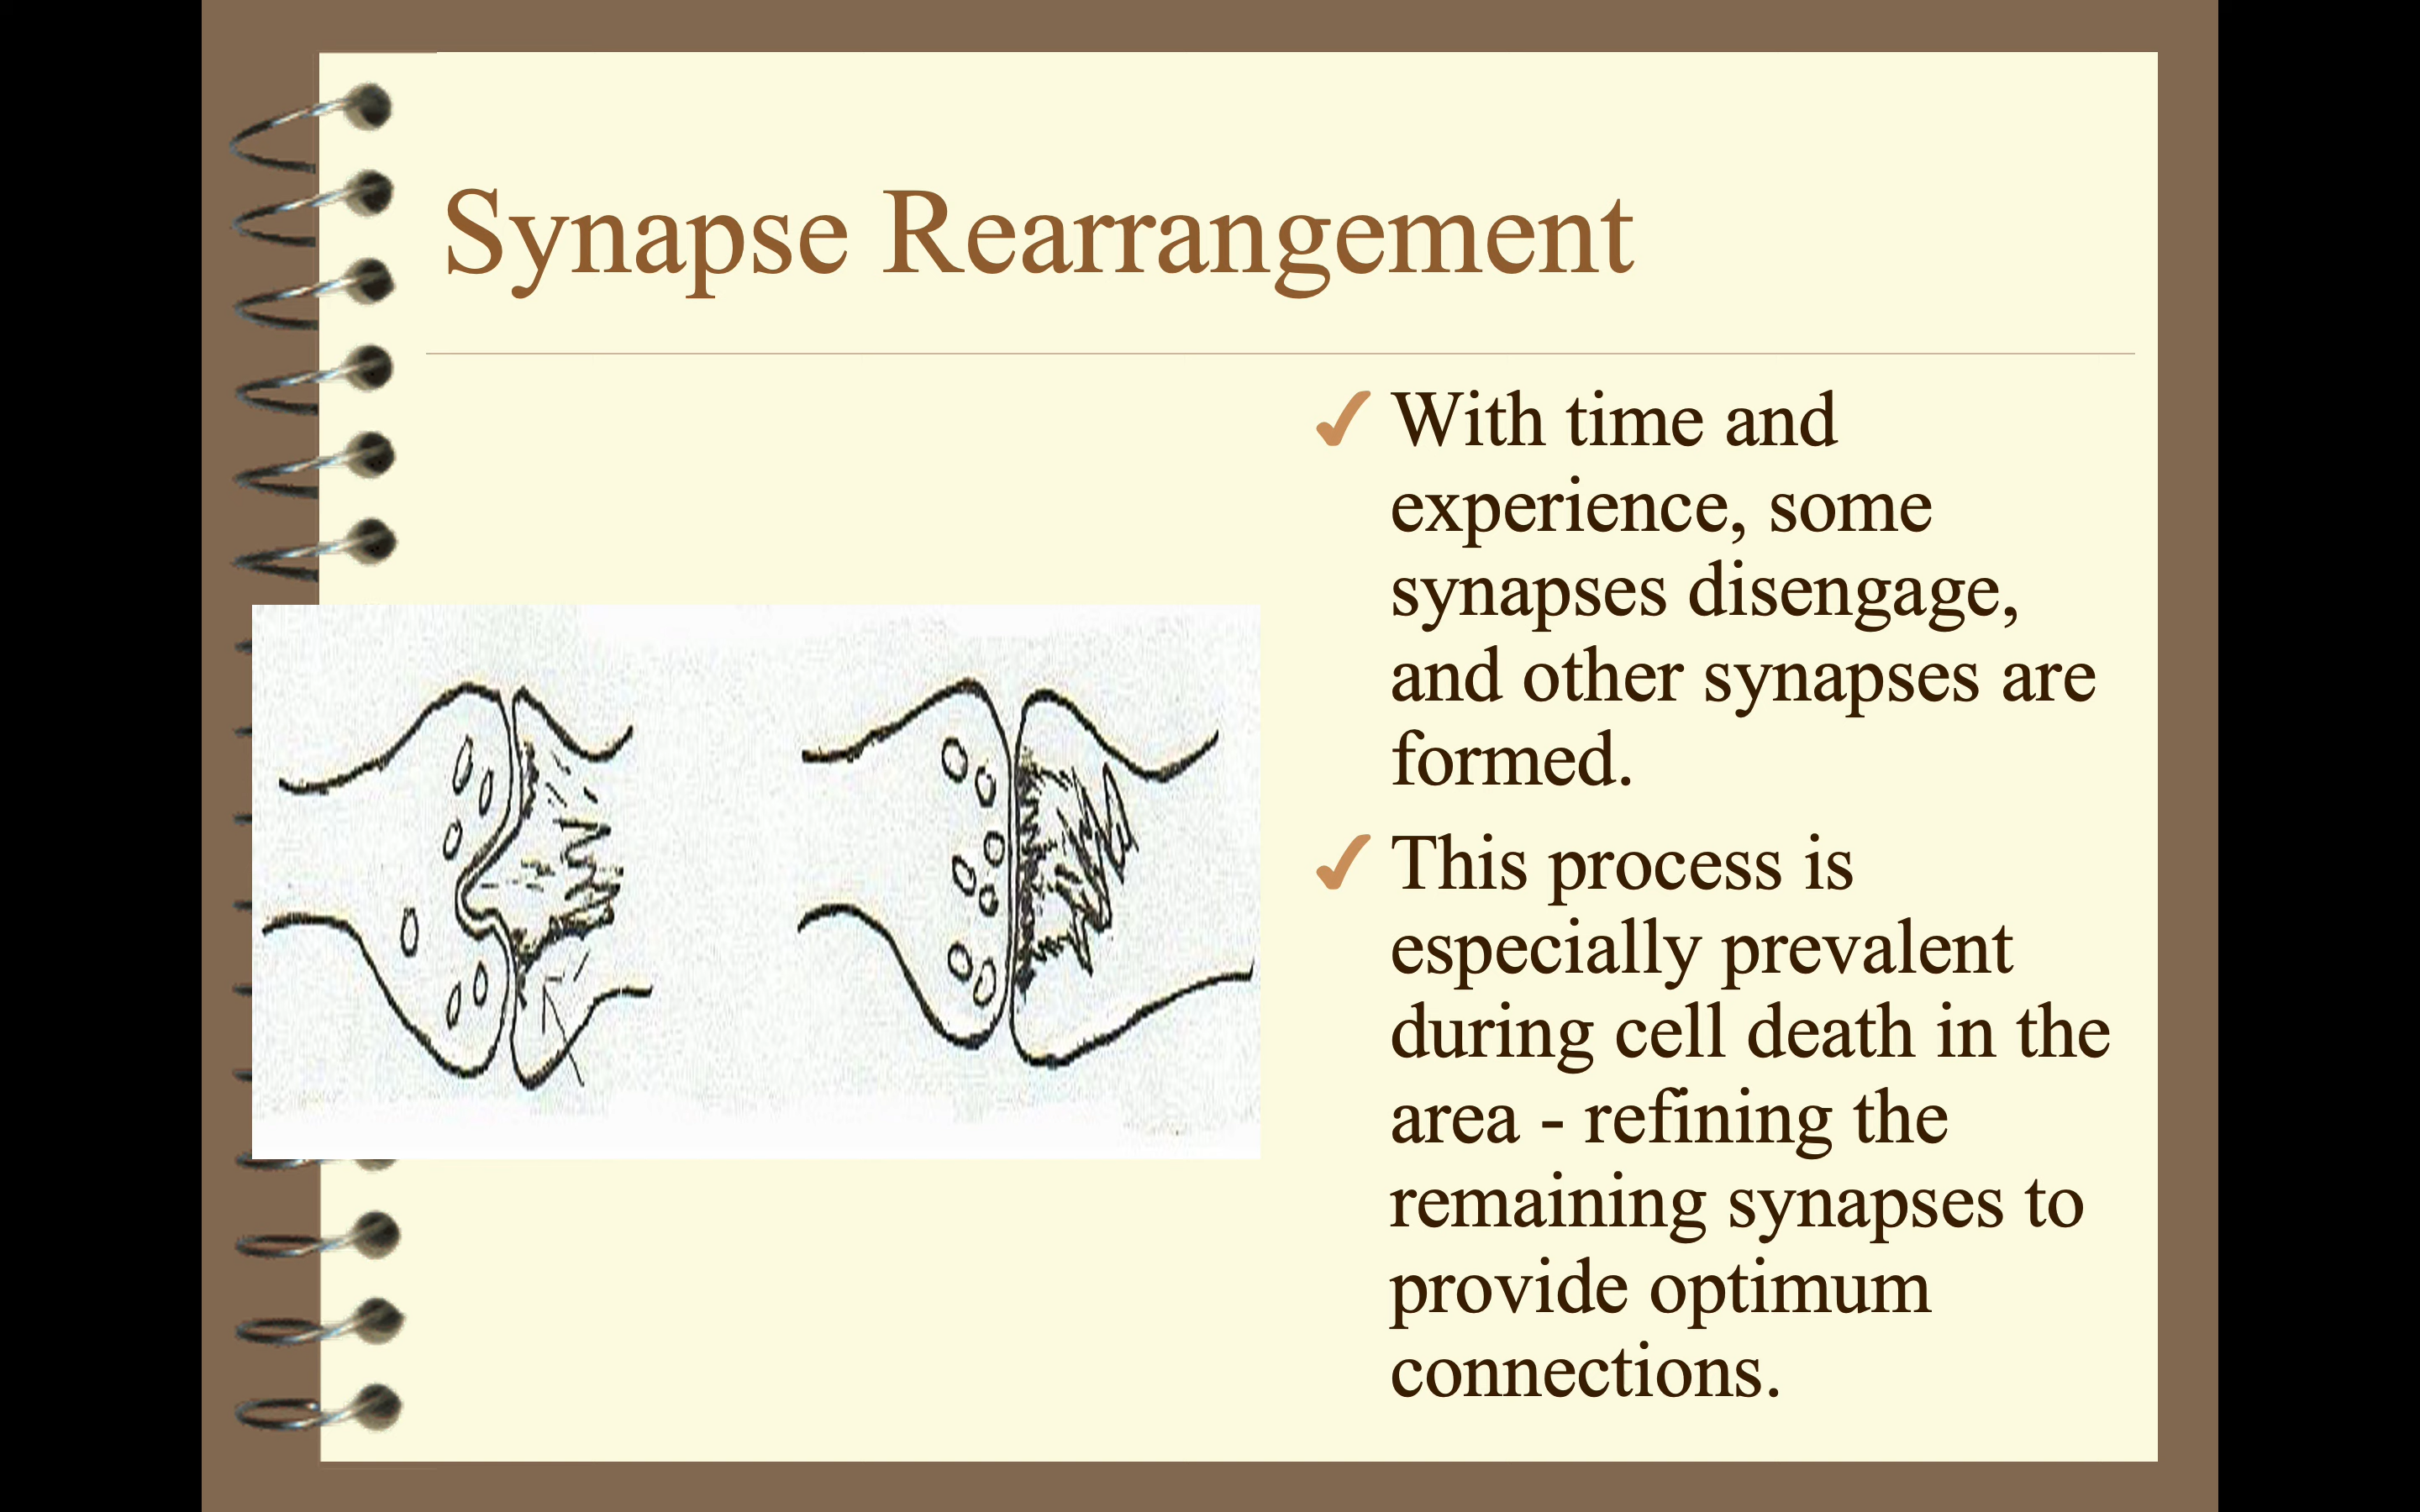 Synapse Rearrangement
✓ With time and
experience, some
synapses disengage,
and other synapses are
formed.
✓ This process is
especially prevalent
during cell death in the
area - refining the
remaining synapses to
provide optimum
connections.